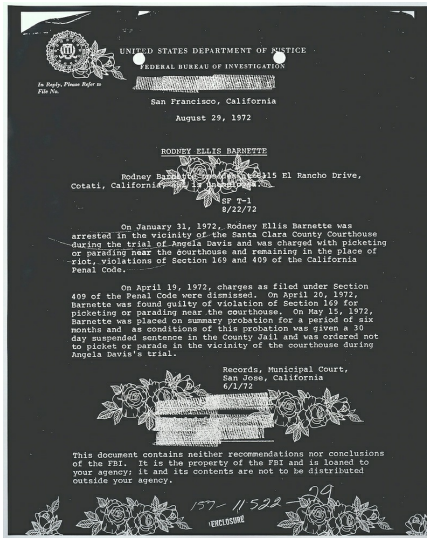 UNITED STATES DEPARTMENT OF JUSTICE
FEDERAL BUREAU OF INVESTIGATION
In Reply, Please Refer to
File No.
San Francisco, California
August 29, 1972
RODNEY ELLIS BARNETTE
Rodney Barnette 8115 El Rancho Drive,
Cotati, California, is
SF T-1
8/22/72
On January 31, 1972, Rodney Ellis Barnette was
arrested in the vicinity of the Santa Clara County Courthouse
during the trial of Angela Davis and was charged with picketing
or parading near the courthouse and remaining in the place of
riot, violations of Section 169 and 409 of the California
Penal Code.
On April 19, 1972, charges as filed under Section
409 of the Penal Code were dismissed. On April 20, 1972,
Barnette was found guilty of violation of Section 169 for
picketing or parading near the courthouse. On May 15, 1972,
Barnette was placed on summary probation for a period of six
months and as conditions of this probation was given a 30
day suspended sentence in the County Jail and was ordered not
to picket or parade in the vicinity of the courthouse during
Angela Davis's trial.
Records, Municipal Court,
San Jose, California
6/1/72
This document contains neither recommendations nor conclusions
of the FBI. It is the property of the FBI and is loaned to
your agency; it and its contents are not to be distributed
outside your agency.
157-11522-29
ENCLOSURE